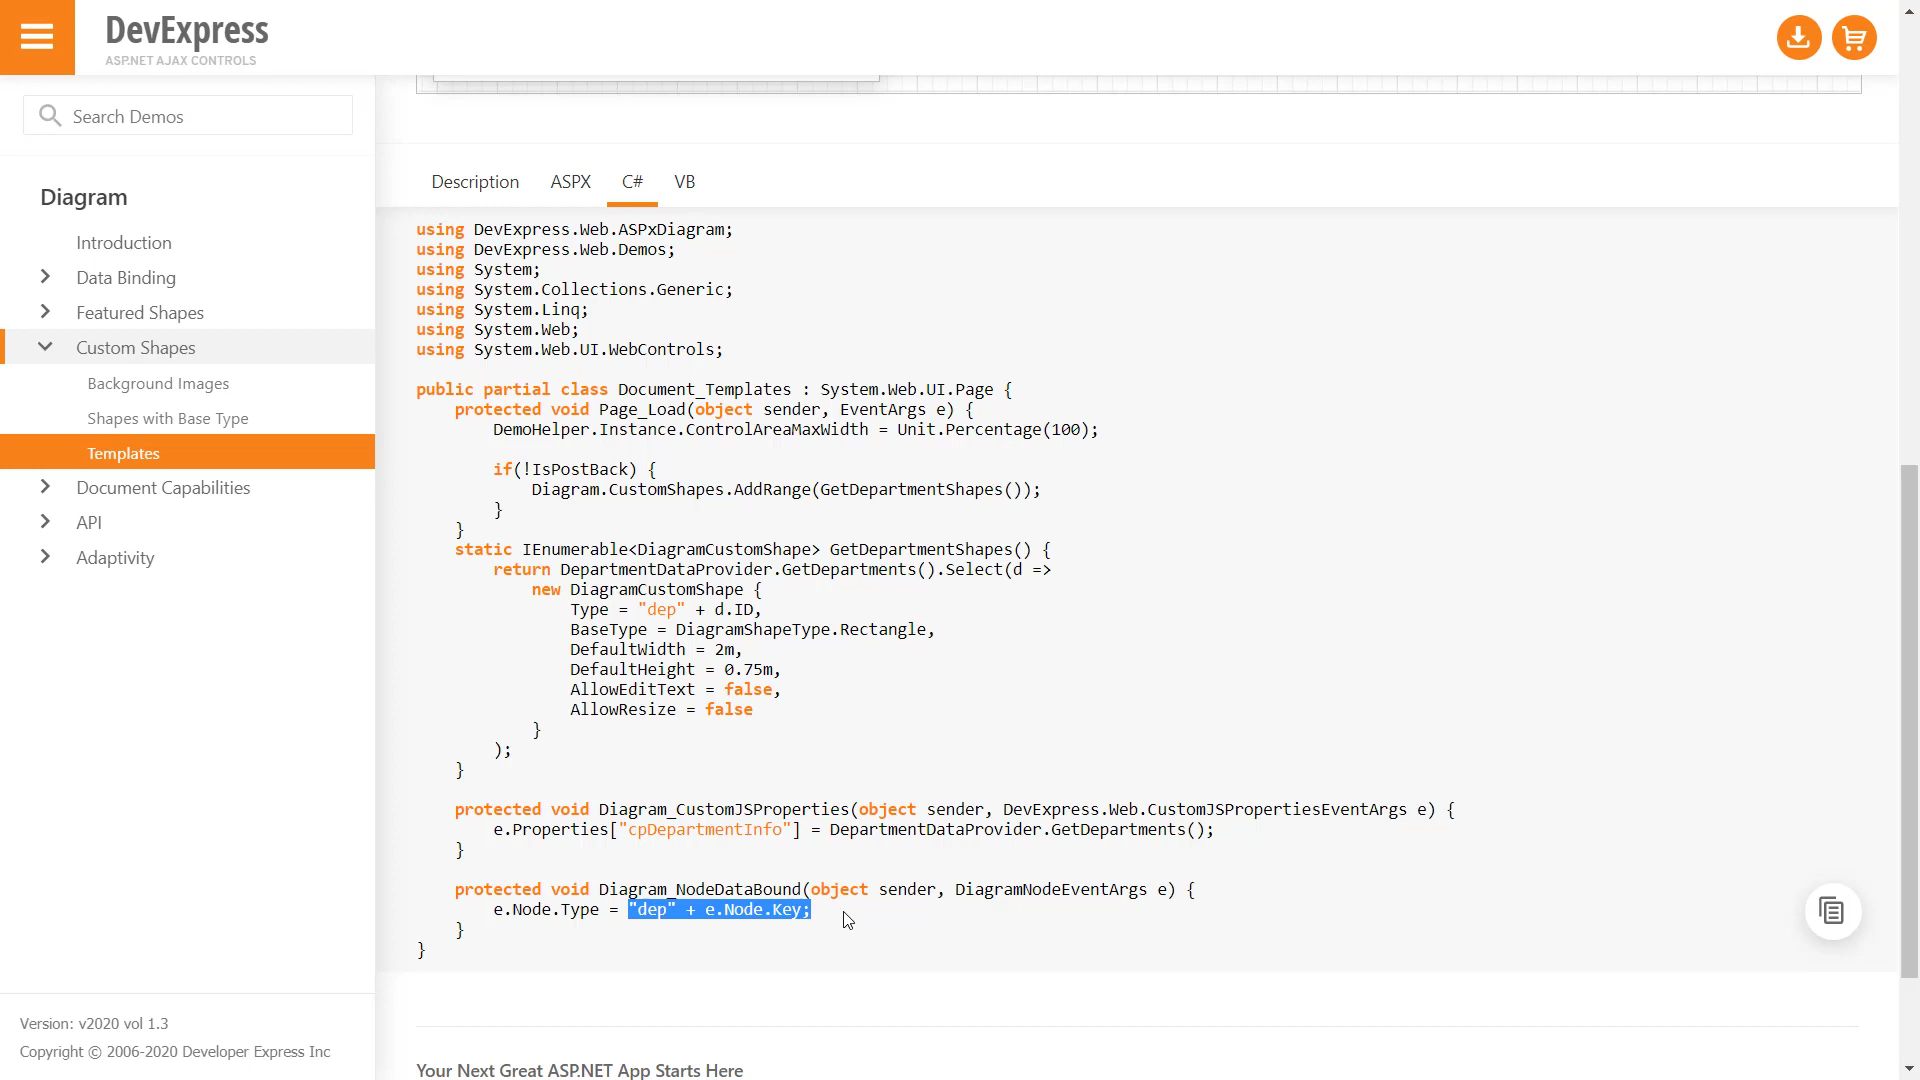 DevExpress
ASP.NET AJAX CONTROLS
Search Demos
Diagram
Introduction
Data Binding
Featured Shapes
Custom Shapes
Background Images
Shapes with Base Type
Templates
Document Capabilities
API
Adaptivity
Version: v2020 vol 1.3
Copyright © 2006-2020 Developer Express Inc
Description ASPX C# VB
using DevExpress.Web.ASPxDiagram;
using DevExpress.Web.Demos;
using System;
using System.Collections.Generic;
using System.Linq;
using System.Web;
using System.Web.UI.WebControls;
public partial class Document_Templates : System.Web.UI.Page {
protected void Page_Load(object sender, EventArgs e) {
DemoHelper.Instance.ControlAreaMaxWidth = Unit.Percentage(100);
if(!IsPostBack) {
Diagram.CustomShapes.AddRange(GetDepartmentShapes());
}
}
static IEnumerable<DiagramCustomShape> GetDepartmentShapes() {
return DepartmentDataProvider.GetDepartments().Select(d =>
new DiagramCustomShape {
Type = "dep" + d.ID,
BaseType = DiagramShapeType.Rectangle,
DefaultWidth = 2m,
DefaultHeight = 0.75m,
AllowEditText = false,
AllowResize = false
}
);
}
protected void Diagram_CustomJSProperties(object sender, DevExpress.Web.CustomJSPropertiesEventArgs e) {
e.Properties["cpDepartmentInfo"] = DepartmentDataProvider.GetDepartments();
}
protected void Diagram_NodeDataBound(object sender, DiagramNodeEventArgs e) {
e.Node.Type = "dep" + e.Node.Key;
}
}
Your Next Great ASP.NET App Starts Here